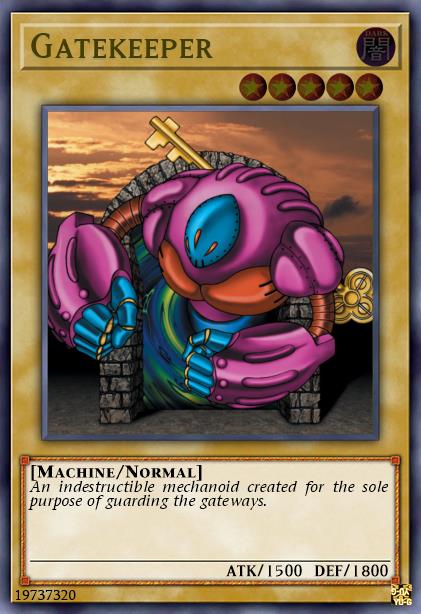 GATEKEEPER
DARK
闇
[MACHINE/NORMAL]
An indestructible mechanoid created for the sole
purpose of guarding the gateways.
ATK/1500 DEF/1800
19737320